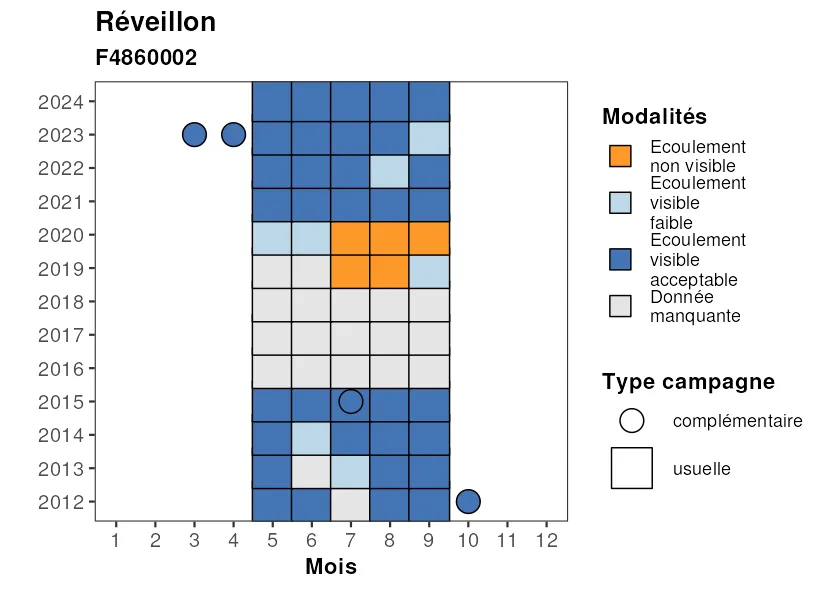 Réveillon
F4860002
2024
2023
2022
2021
2020
2019
2018
2017
2016
2015
2014
2013
2012
1 2 3 4 5 6 7 8 9 10 11 12
Mois
Modalités
Ecoulement
non visible
Ecoulement
visible
faible
Ecoulement
visible
acceptable
Donnée
manquante
Type campagne
complémentaire
usuelle